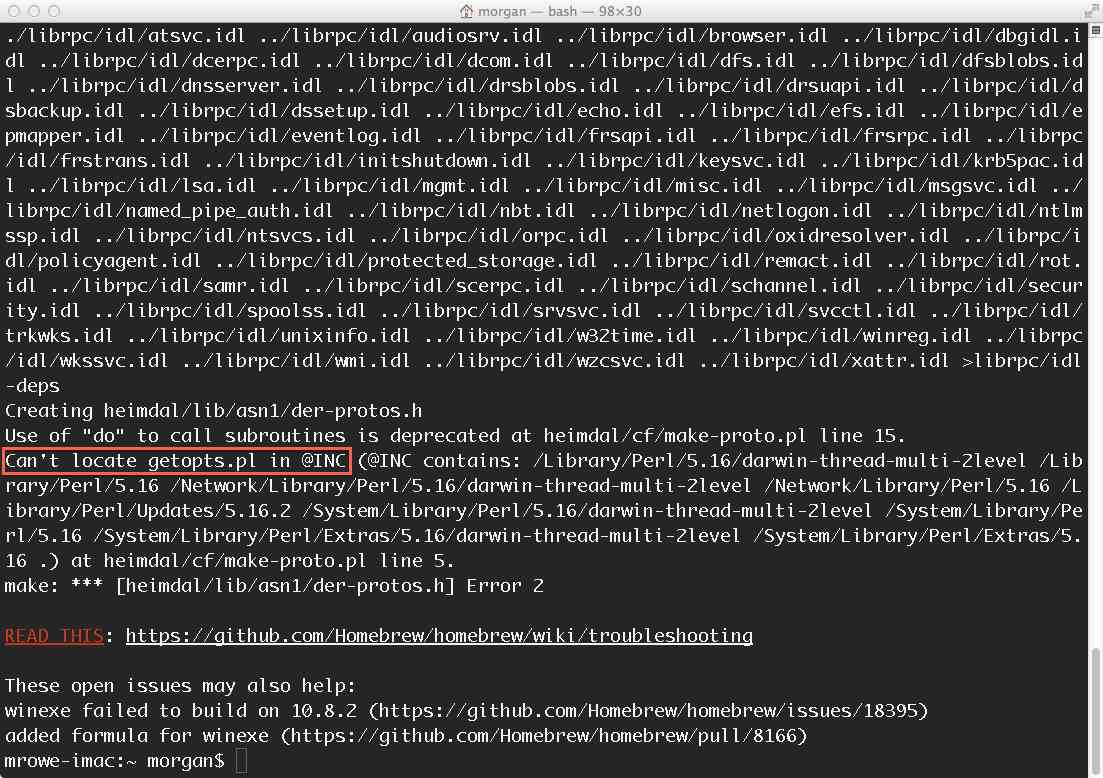 morgan — bash — 98×30
./librpc/idl/atsvc.idl ../librpc/idl/audiosrv.idl ../librpc/idl/browser.idl ../librpc/idl/dbgidl.i
dl ../librpc/idl/dcerpc.idl ../librpc/idl/dcom.idl ../librpc/idl/dfs.idl ../librpc/idl/dfsblobs.id
l ../librpc/idl/dnsserver.idl ../librpc/idl/drsblobs.idl ../librpc/idl/drsuapi.idl ../librpc/idl/d
sbackup.idl ../librpc/idl/dssetup.idl ../librpc/idl/echo.idl ../librpc/idl/efs.idl ../librpc/idl/e
pmapper.idl ../librpc/idl/eventlog.idl ../librpc/idl/frsapi.idl ../librpc/idl/frsrpc.idl ../librpc
/idl/frstrans.idl ../librpc/idl/initshutdown.idl ../librpc/idl/keysvc.idl ../librpc/idl/krb5pac.id
l ../librpc/idl/lsa.idl ../librpc/idl/mgmt.idl ../librpc/idl/misc.idl ../librpc/idl/msgsvc.idl ../
librpc/idl/named_pipe_auth.idl ../librpc/idl/nbt.idl ../librpc/idl/netlogon.idl ../librpc/idl/ntlm
ssp.idl ../librpc/idl/ntsvcs.idl ../librpc/idl/orpc.idl ../librpc/idl/oxidresolver.idl ../librpc/i
dl/policyagent.idl ../librpc/idl/protected_storage.idl ../librpc/idl/remact.idl ../librpc/idl/rot.
idl ../librpc/idl/samr.idl ../librpc/idl/scerpc.idl ../librpc/idl/schannel.idl ../librpc/idl/secur
ity.idl ../librpc/idl/spoolss.idl ../librpc/idl/srvsvc.idl ../librpc/idl/svcctl.idl ../librpc/idl/
trkwks.idl ../librpc/idl/unixinfo.idl ../librpc/idl/w32time.idl ../librpc/idl/winreg.idl ../librpc
/idl/wkssvc.idl ../librpc/idl/wmi.idl ../librpc/idl/wzcsvc.idl ../librpc/idl/xattr.idl >librpc/idl
-deps
Creating heimdal/lib/asn1/der-protos.h
Use of "do" to call subroutines is deprecated at heimdal/cf/make-proto.pl line 15.
Can't locate getopts.pl in @INC (@INC contains: /Library/Perl/5.16/darwin-thread-multi-2level /Lib
rary/Perl/5.16 /Network/Library/Perl/5.16/darwin-thread-multi-2level /Network/Library/Perl/5.16 /L
ibrary/Perl/Updates/5.16.2 /System/Library/Perl/5.16/darwin-thread-multi-2level /System/Library/Pe
rl/5.16 /System/Library/Perl/Extras/5.16/darwin-thread-multi-2level /System/Library/Perl/Extras/5.
16 .) at heimdal/cf/make-proto.pl line 5.
make: *** [heimdal/lib/asn1/der-protos.h] Error 2
READ THIS: https://github.com/Homebrew/homebrew/wiki/troubleshooting
These open issues may also help:
winexe failed to build on 10.8.2 (https://github.com/Homebrew/homebrew/issues/18395)
added formula for winexe (https://github.com/Homebrew/homebrew/pull/8166)
mrowe-imac:~ morgan$